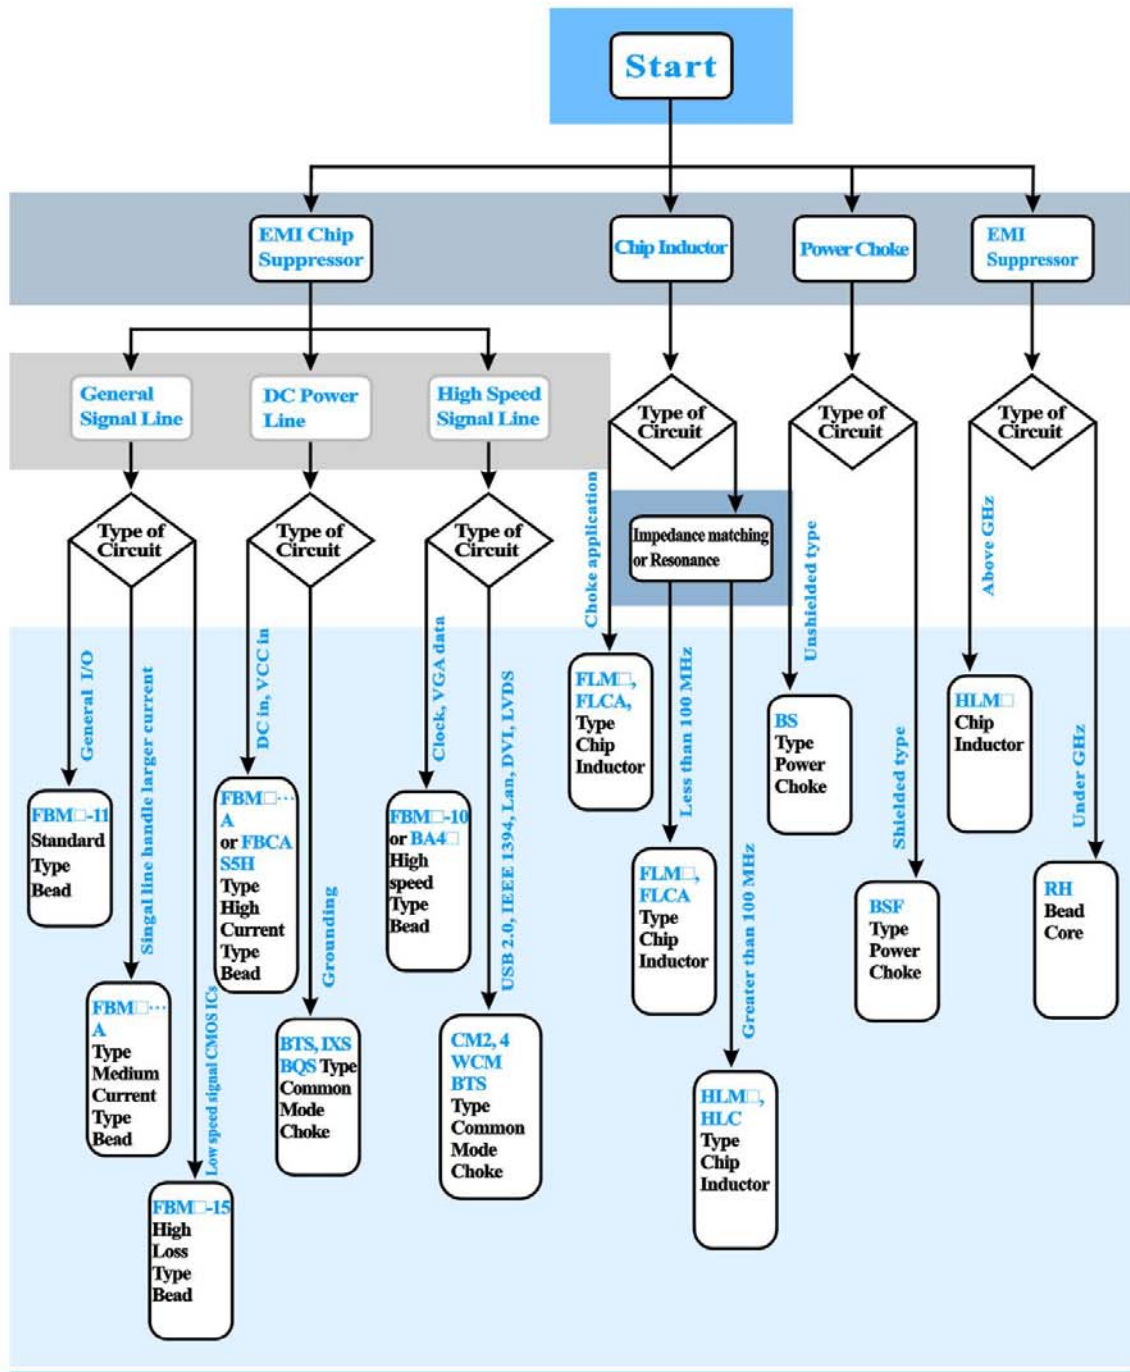 Start
EMI Chip
Suppressor
Chip Inductor
Power Choke
EMI
Suppressor
General
Signal Line
DC Power
Line
High Speed
Signal Line
Type of
Circuit
Type of
Circuit
Type of
Circuit
Type of
Circuit
Type of
Circuit
Type of
Circuit
Impedance matching
or Resonance
General I/O
Singal line handle larger current
Low speed signal CMOS ICs
DC in, VCC in
Grounding
Clock, VGA data
USB 2.0, IEEE 1394, Lan, DVI, LVDS
Choke application
Less than 100 MHz
Greater than 100 MHz
Unshielded type
Shielded type
Above GHz
Under GHz
FBM□-11
Standard
Type
Bead
FBM□···
A
Type
Medium
Current
Type
Bead
FBM□-15
High
Loss
Type
Bead
FBM□···
A
or FBCA
S5H
Type
High
Current
Type
Bead
BTS, IXS
BQS Type
Common
Mode
Choke
FBM□-10
or BA4□
High
speed
Type
Bead
CM2, 4
WCM
BTS
Type
Common
Mode
Choke
FLM□,
FLCA,
Type
Chip
Inductor
FLM□,
FLCA
Type
Chip
Inductor
HLM□,
HLC
Type
Chip
Inductor
BS
Type
Power
Choke
BSF
Type
Power
Choke
HLM□
Chip
Inductor
RH
Bead
Core